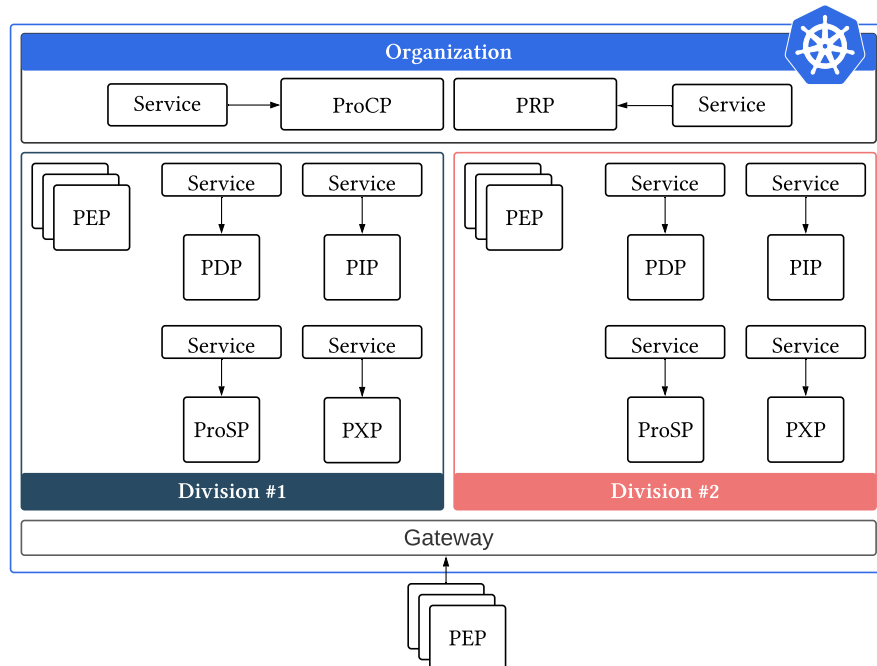 Organization
Service
ProCP
PRP
Service
PEP
Service
Service
PDP
PIP
Service
Service
ProSP
PXP
Division #1
PEP
Service
Service
PDP
PIP
Service
Service
ProSP
PXP
Division #2
Gateway
PEP